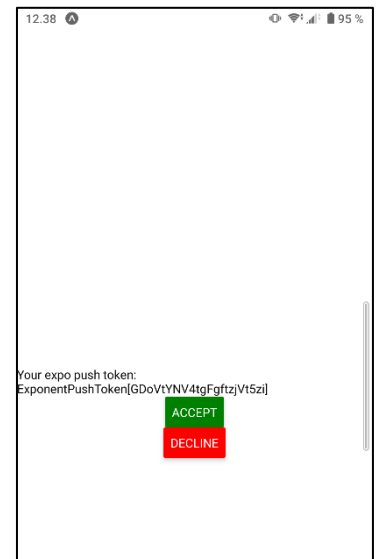 12.38 95 %
Your expo push token:
ExponentPushToken[GDoVtYNV4tgFgftzjVt5zi]
ACCEPT
DECLINE